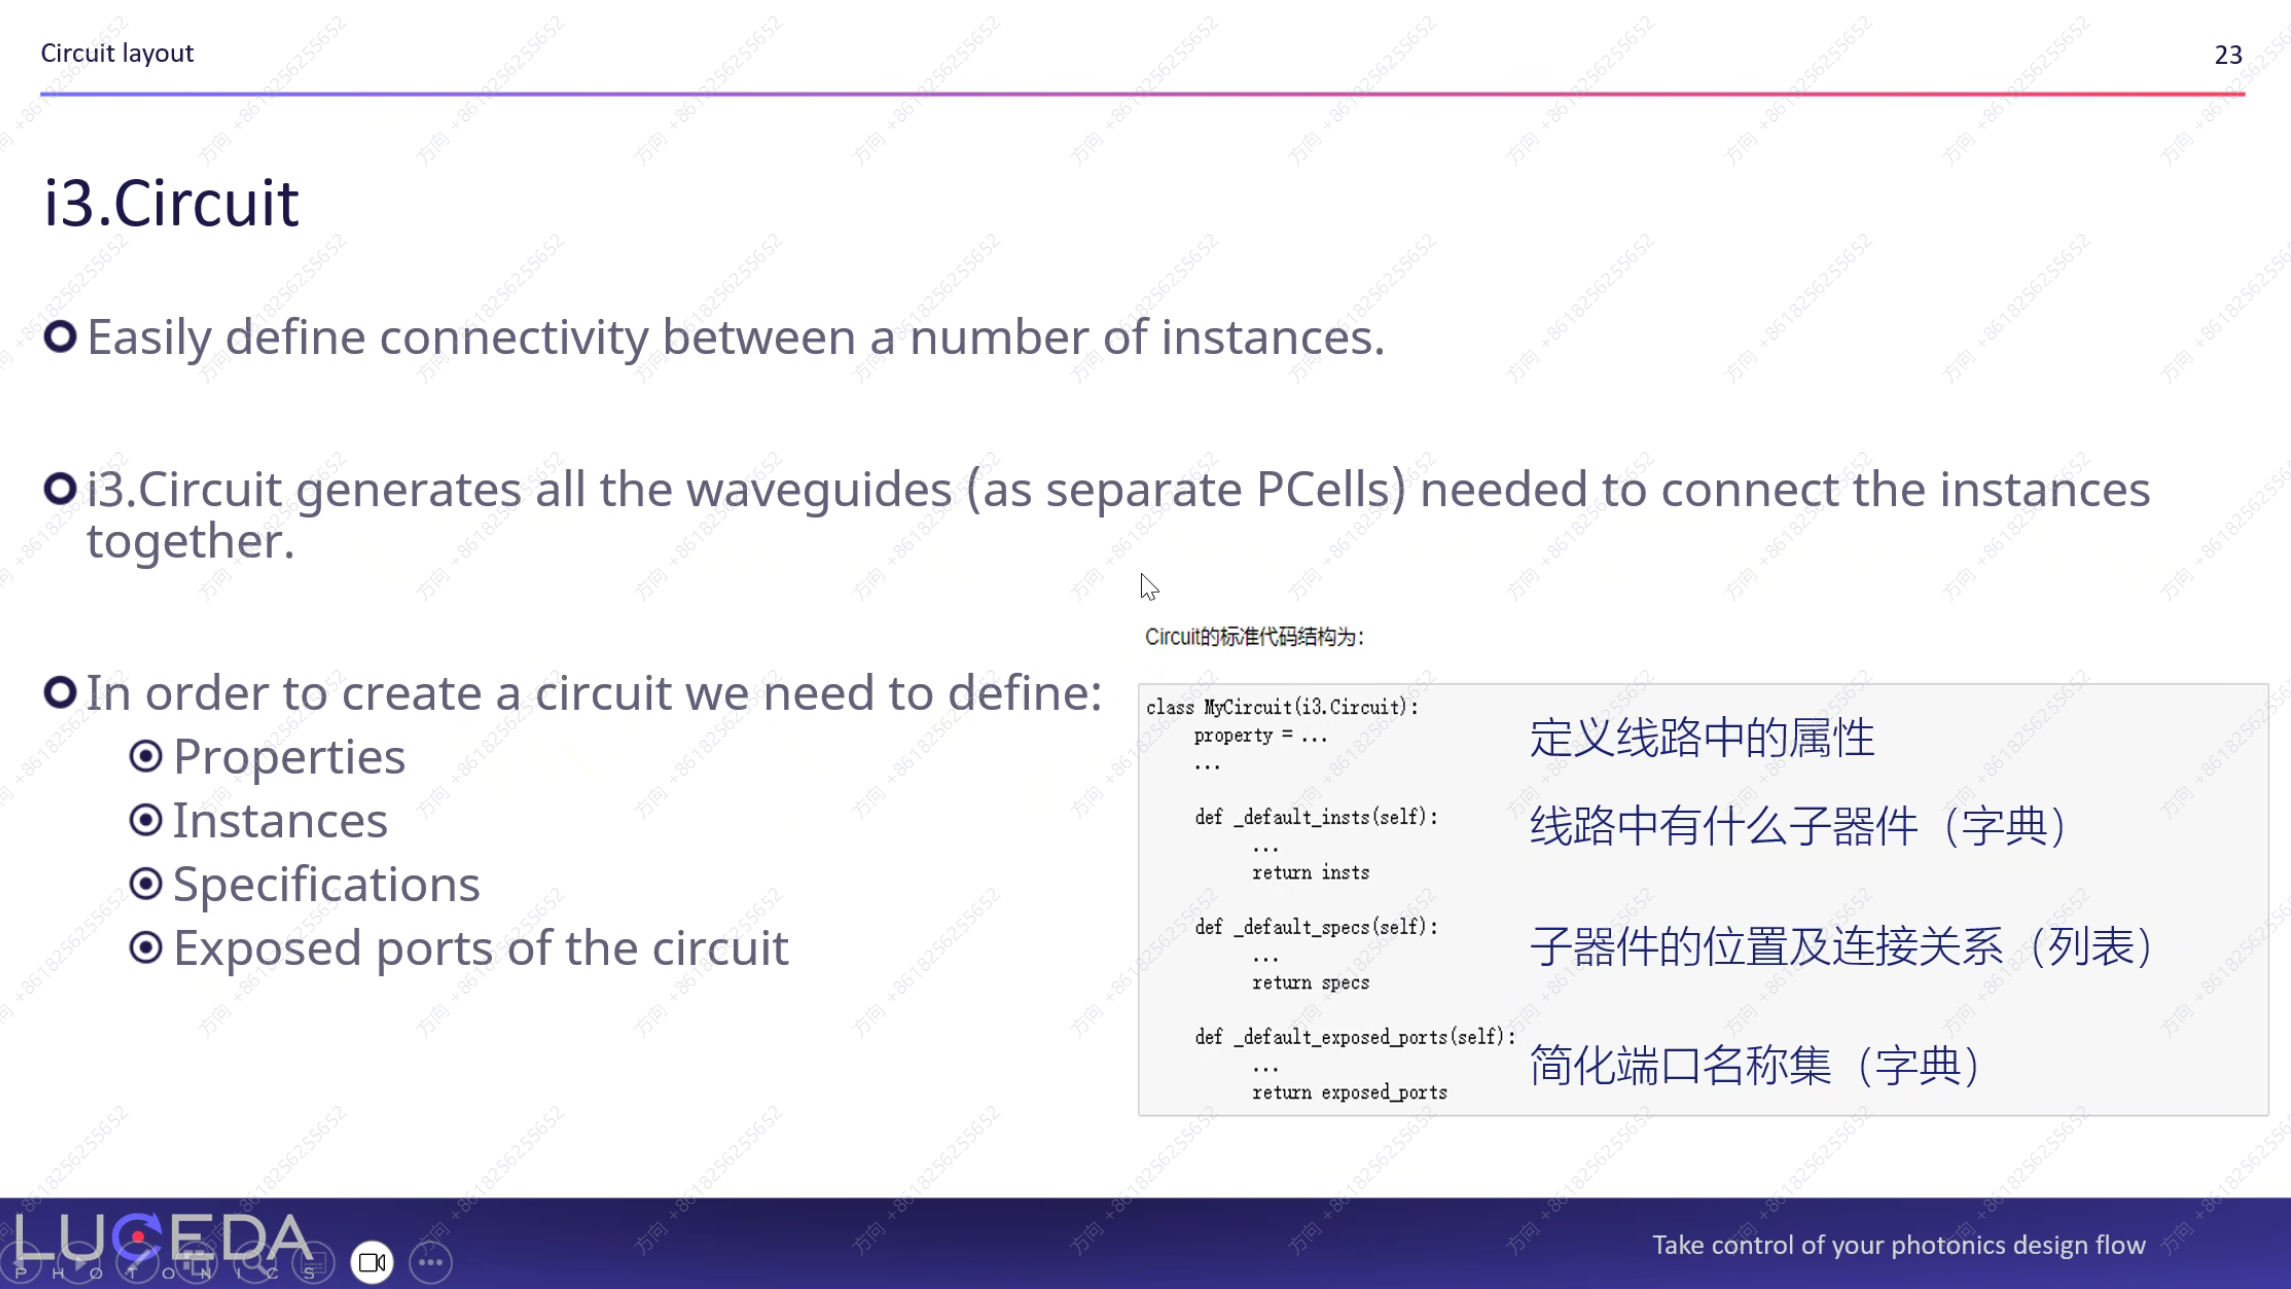 Circuit layout
23
i3.Circuit
Easily define connectivity between a number of instances.
i3.Circuit generates all the waveguides (as separate PCells) needed to connect the instances
together.
In order to create a circuit we need to define:
Properties
Instances
Specifications
Exposed ports of the circuit
Circuit的标准代码结构为:
class MyCircuit(i3.Circuit):
property = ...
...
定义线路中的属性
def _default_insts(self):
...
return insts
线路中有什么子器件（字典）
def _default_specs(self):
...
return specs
子器件的位置及连接关系（列表）
def _default_exposed_ports(self):
...
return exposed_ports
简化端口名称集（字典）
LUCEDA
PHOTONICS
Take control of your photonics design flow
方向 +8618256255652